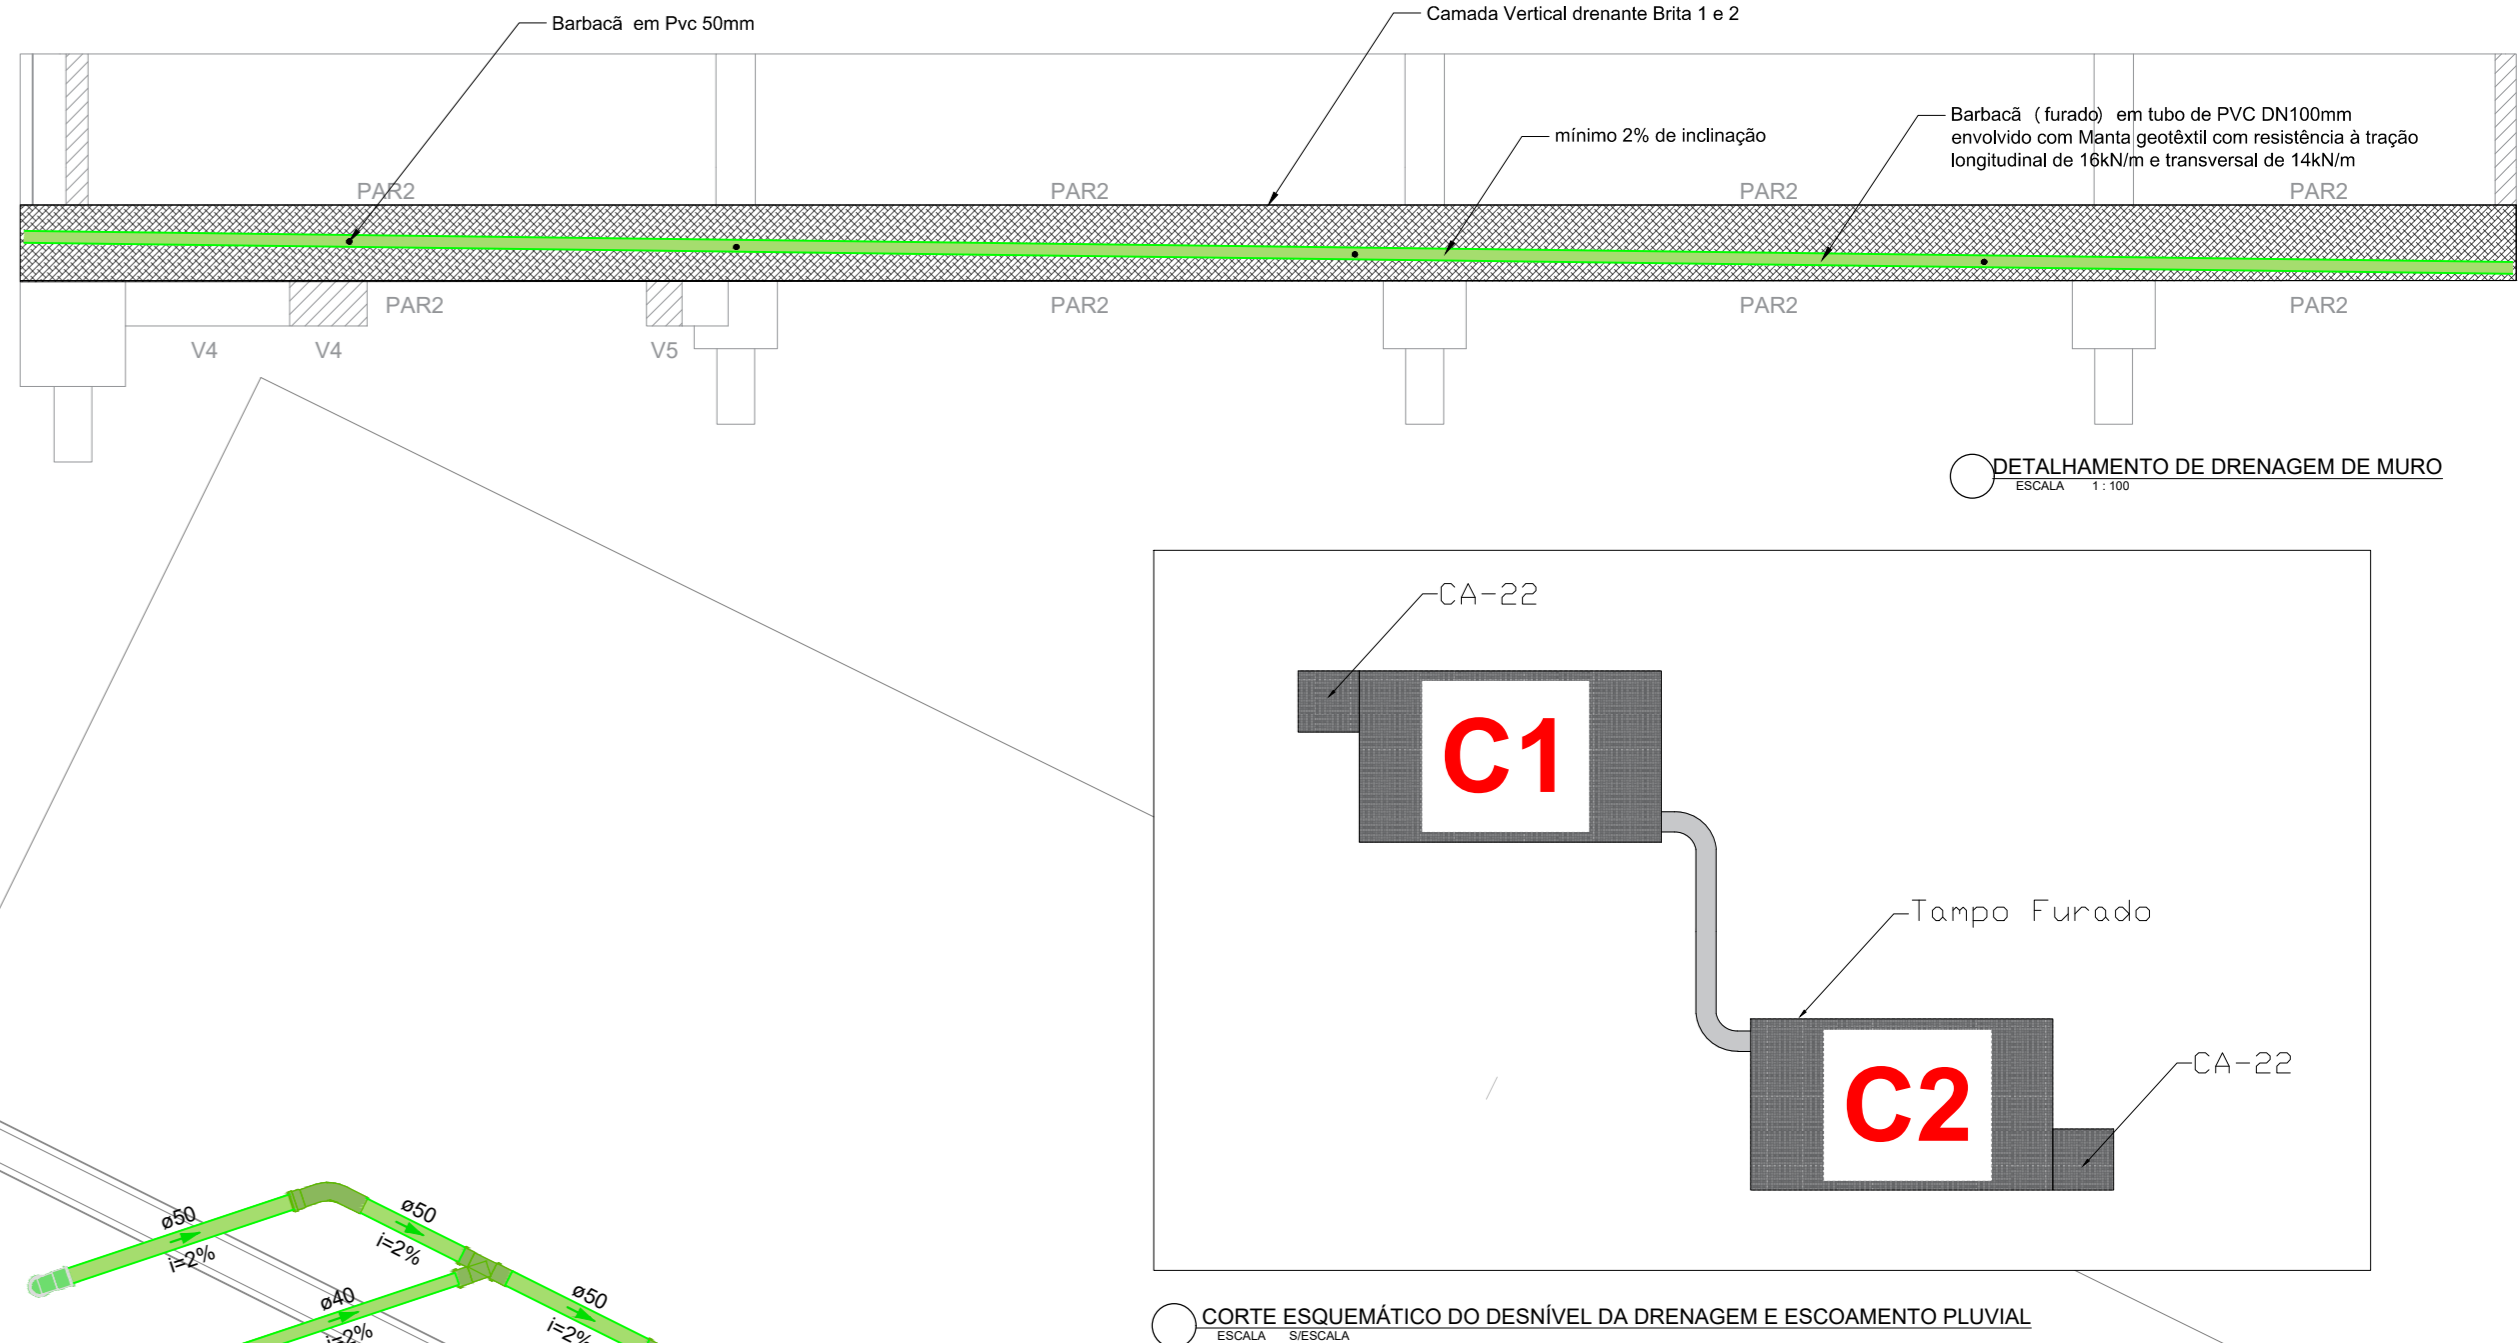 Barbacã em Pvc 50mm
Camada Vertical drenante Brita 1 e 2
mínimo 2% de inclinação
Barbacã ( furado) em tubo de PVC DN100mm
envolvido com Manta geotêxtil com resistência à tração
longitudinal de 16kN/m e transversal de 14kN/m
PAR2
PAR2
PAR2
PAR2
PAR2
PAR2
PAR2
PAR2
V4
V4
V5
DETALHAMENTO DE DRENAGEM DE MURO
ESCALA 1 : 100
CA-22
C1
Tampo Furado
C2
CA-22
ø50
i=2%
ø50
i=2%
ø40
i=2%
ø50
i=2%
CORTE ESQUEMÁTICO DO DESNÍVEL DA DRENAGEM E ESCOAMENTO PLUVIAL
ESCALA S/ESCALA